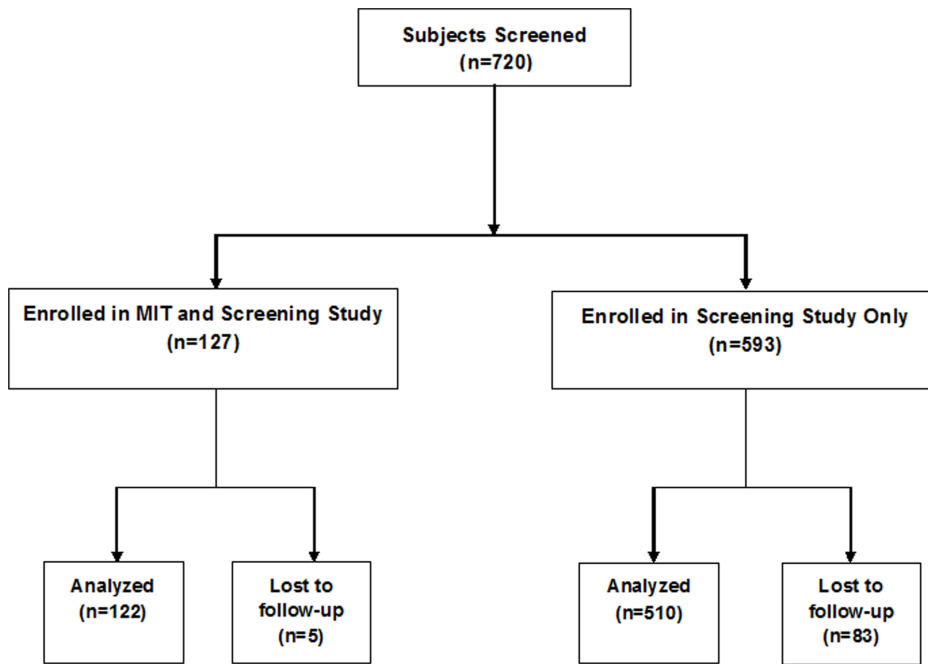 Subjects Screened
(n=720)
Enrolled in MIT and Screening Study
(n=127)
Enrolled in Screening Study Only
(n=593)
Analyzed
(n=122)
Lost to
follow-up
(n=5)
Analyzed
(n=510)
Lost to
follow-up
(n=83)